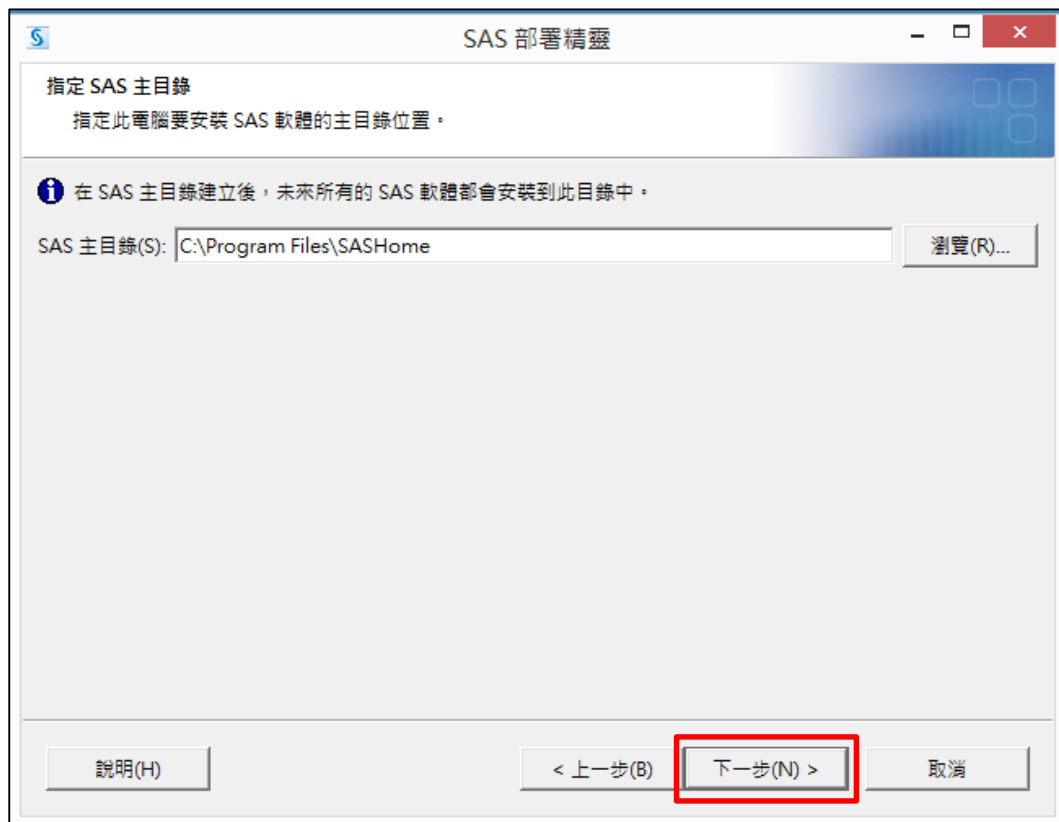 SAS 部署精靈
指定 SAS 主目錄
指定此電腦要安裝 SAS 軟體的主目錄位置。
在 SAS 主目錄建立後，未來所有的 SAS 軟體都會安裝到此目錄中。
SAS 主目錄(S): C:\Program Files\SASHome 瀏覽(R)...
說明(H) < 上一步(B) 下一步(N) > 取消